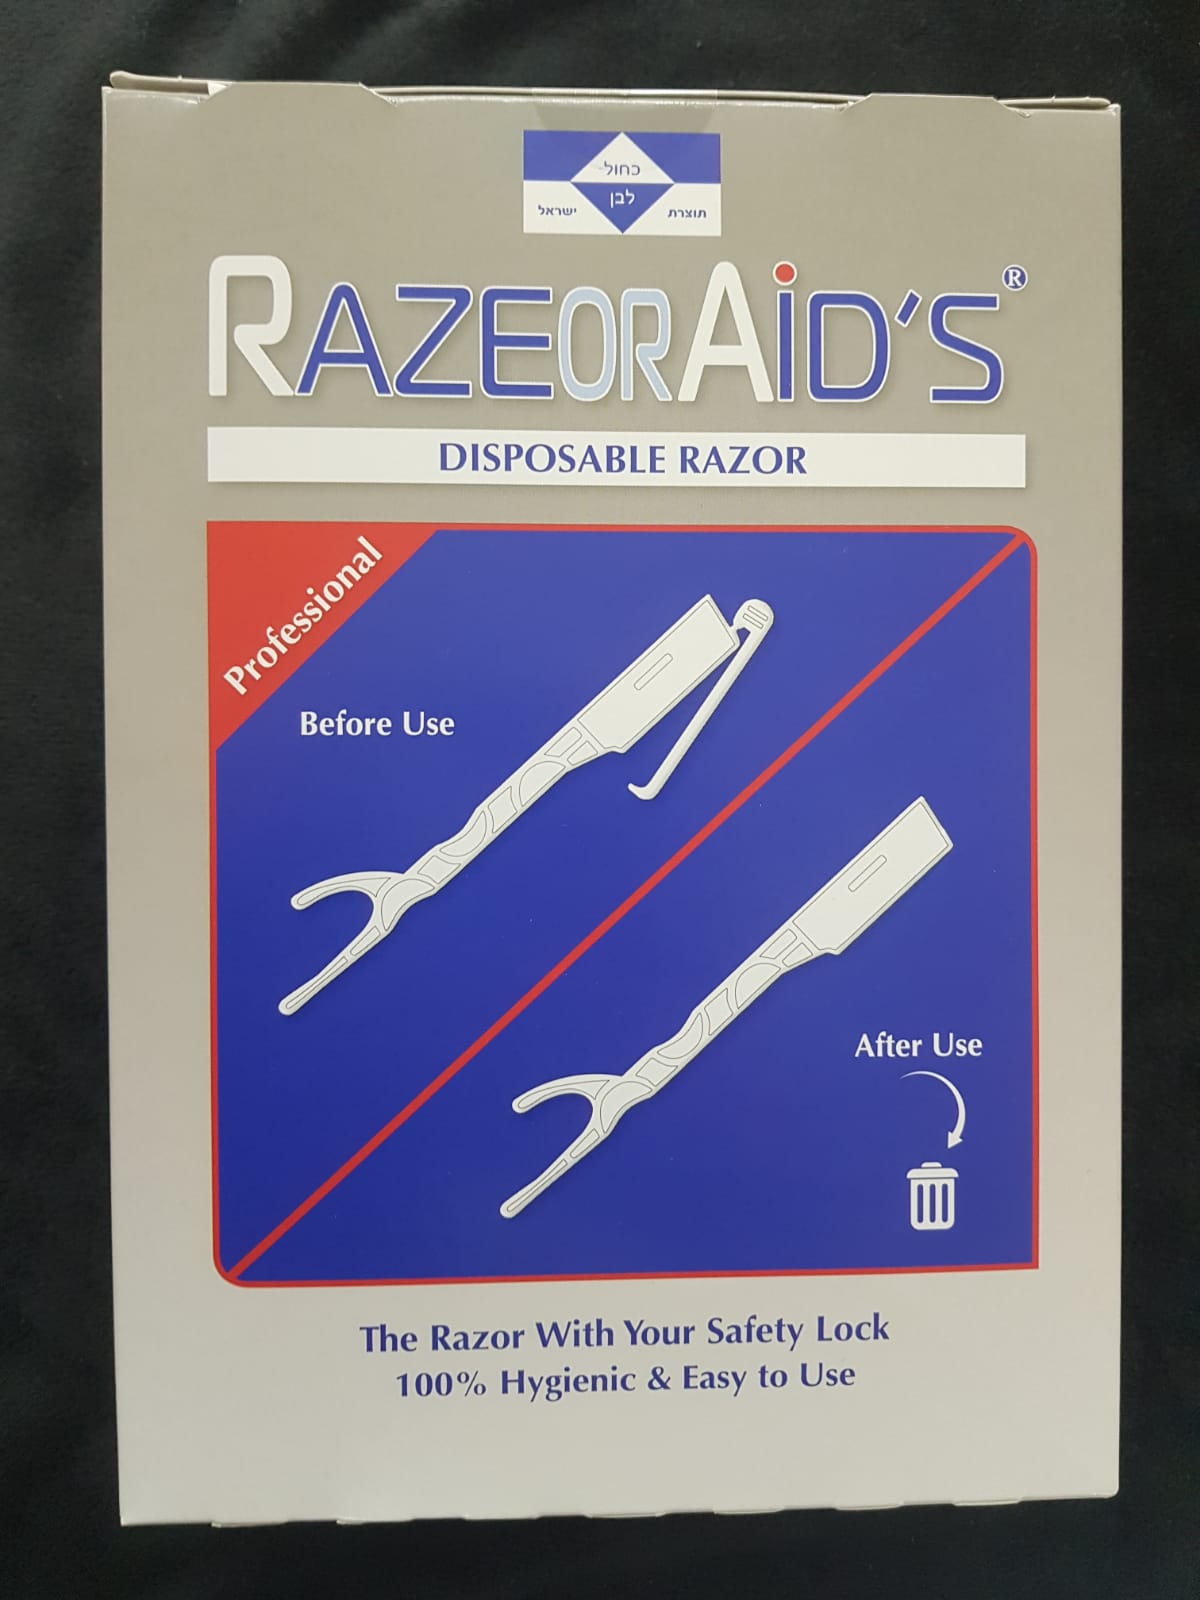 כחול-
לבן
תוצרת ישראל
RAZEORAID'S®
DISPOSABLE RAZOR
Professional
Before Use
After Use
The Razor With Your Safety Lock
100% Hygienic & Easy to Use